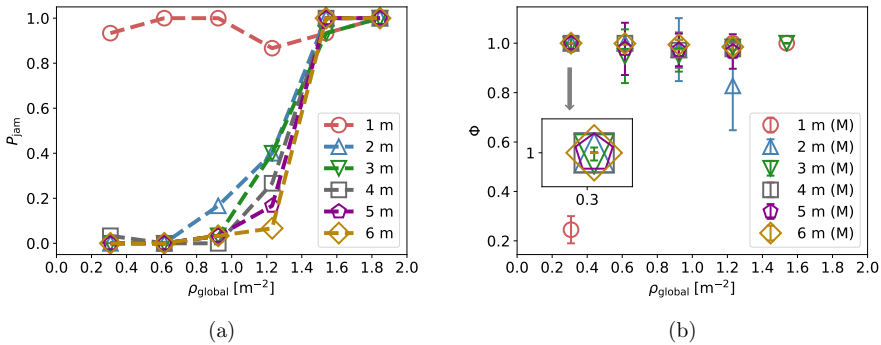 1.0
0.8
0.6
0.4
0.2
0.0
P_jam
0.0 0.2 0.4 0.6 0.8 1.0 1.2 1.4 1.6 1.8 2.0
ρ_global [m⁻²]
1 m
2 m
3 m
4 m
5 m
6 m
(a)
1.0
0.8
0.6
0.4
0.2
Φ
1
0.3
0.0 0.2 0.4 0.6 0.8 1.0 1.2 1.4 1.6 1.8 2.0
ρ_global [m⁻²]
1 m (M)
2 m (M)
3 m (M)
4 m (M)
5 m (M)
6 m (M)
(b)